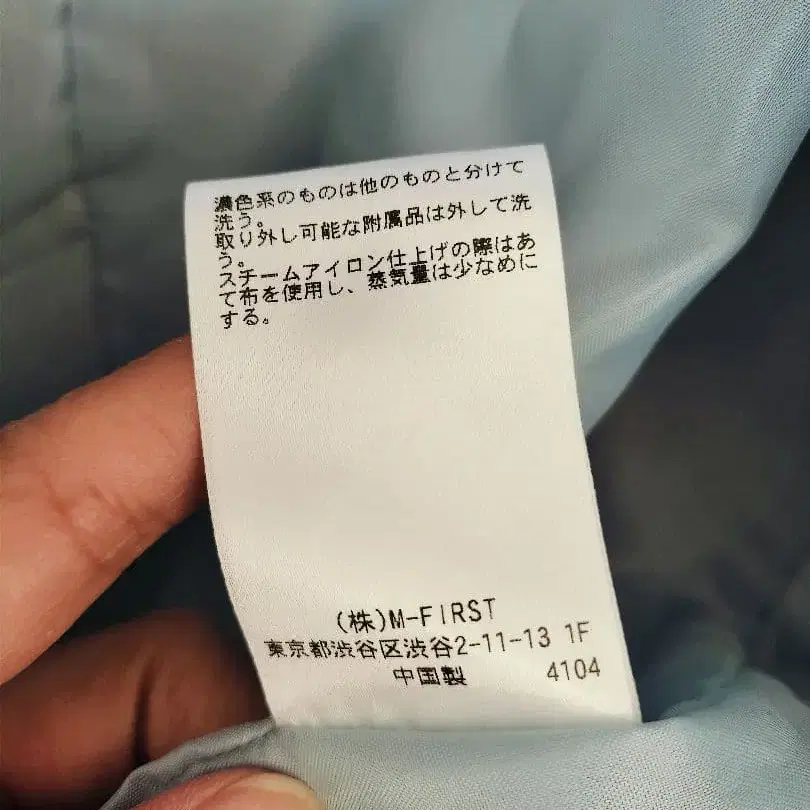 濃色系のものは他のものと分けて
洗う。
取り外し可能な附属品は外して洗
う。
スチームアイロン仕上げの際はあ
て布を使用し、蒸気量は少なめに
する。
(株)M-FIRST
東京都渋谷区渋谷2-11-13 1F
中国製 4104